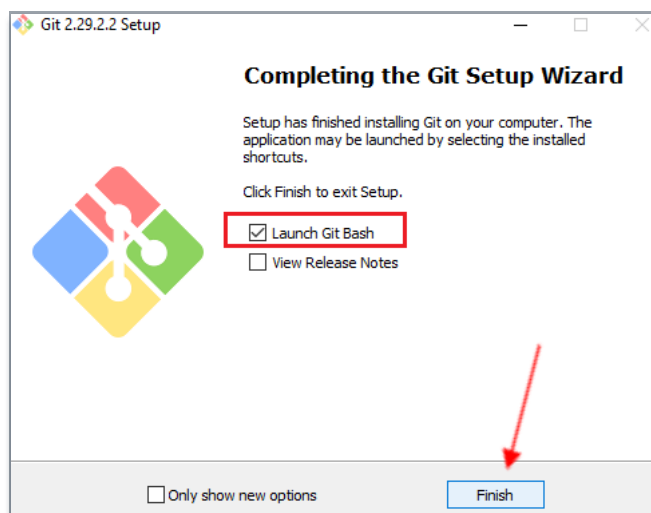 Git 2.29.2.2 Setup
Completing the Git Setup Wizard
Setup has finished installing Git on your computer. The
application may be launched by selecting the installed
shortcuts.
Click Finish to exit Setup.
Launch Git Bash
View Release Notes
Only show new options
Finish